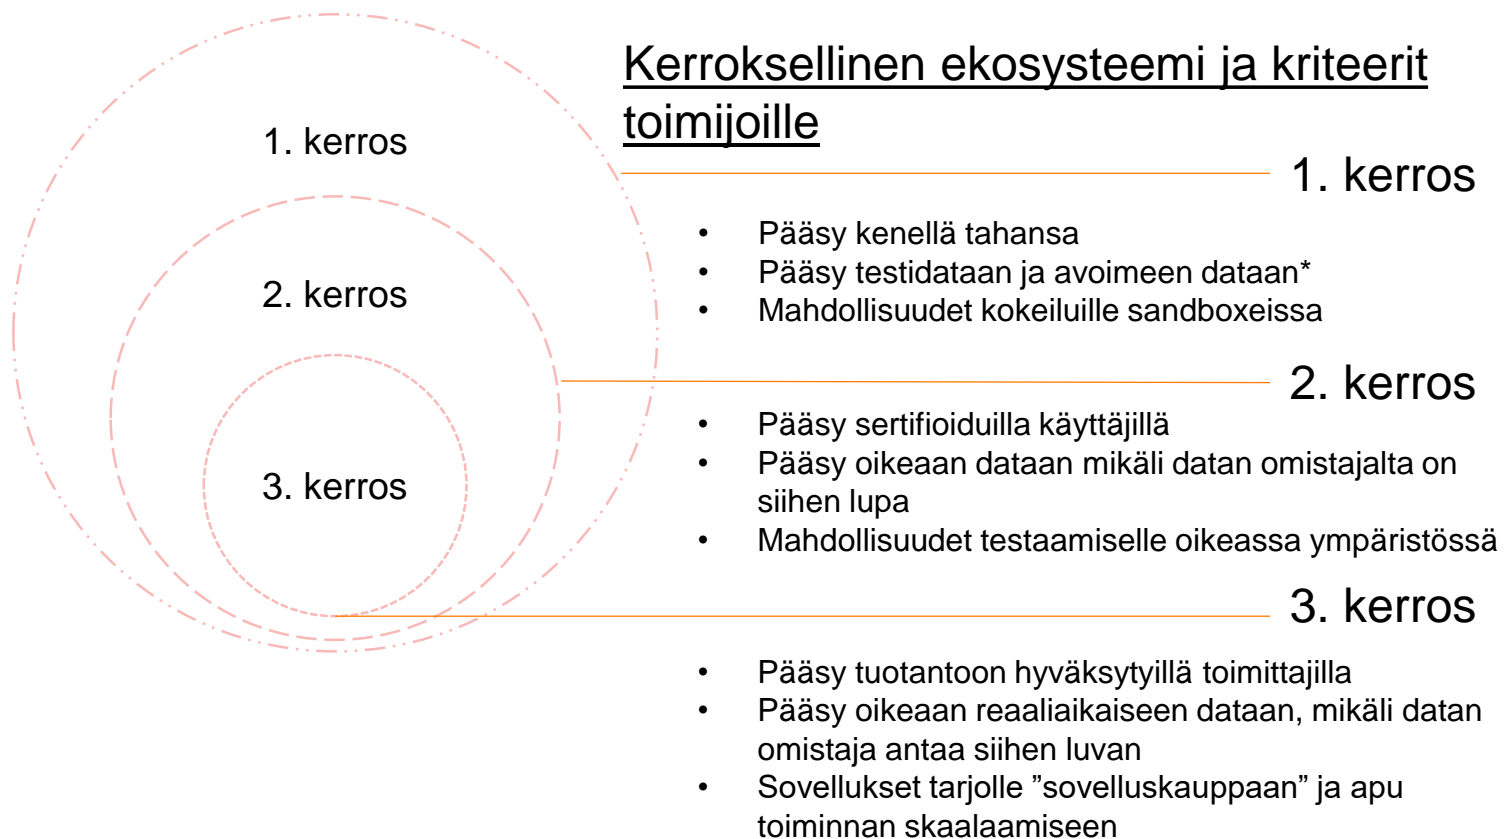 Kerroksellinen ekosysteemi ja kriteerit
toimijoille
1. kerros
2. kerros
3. kerros
1. kerros
• Pääsy kenellä tahansa
• Pääsy testidataan ja avoimeen dataan*
• Mahdollisuudet kokeiluille sandboxeissa
2. kerros
• Pääsy sertifioiduilla käyttäjillä
• Pääsy oikeaan dataan mikäli datan omistajalta on
siihen lupa
• Mahdollisuudet testaamiselle oikeassa ympäristössä
3. kerros
• Pääsy tuotantoon hyväksytyillä toimittajilla
• Pääsy oikeaan reaaliaikaiseen dataan, mikäli datan
omistaja antaa siihen luvan
• Sovellukset tarjolle ”sovelluskauppaan” ja apu
toiminnan skaalaamiseen